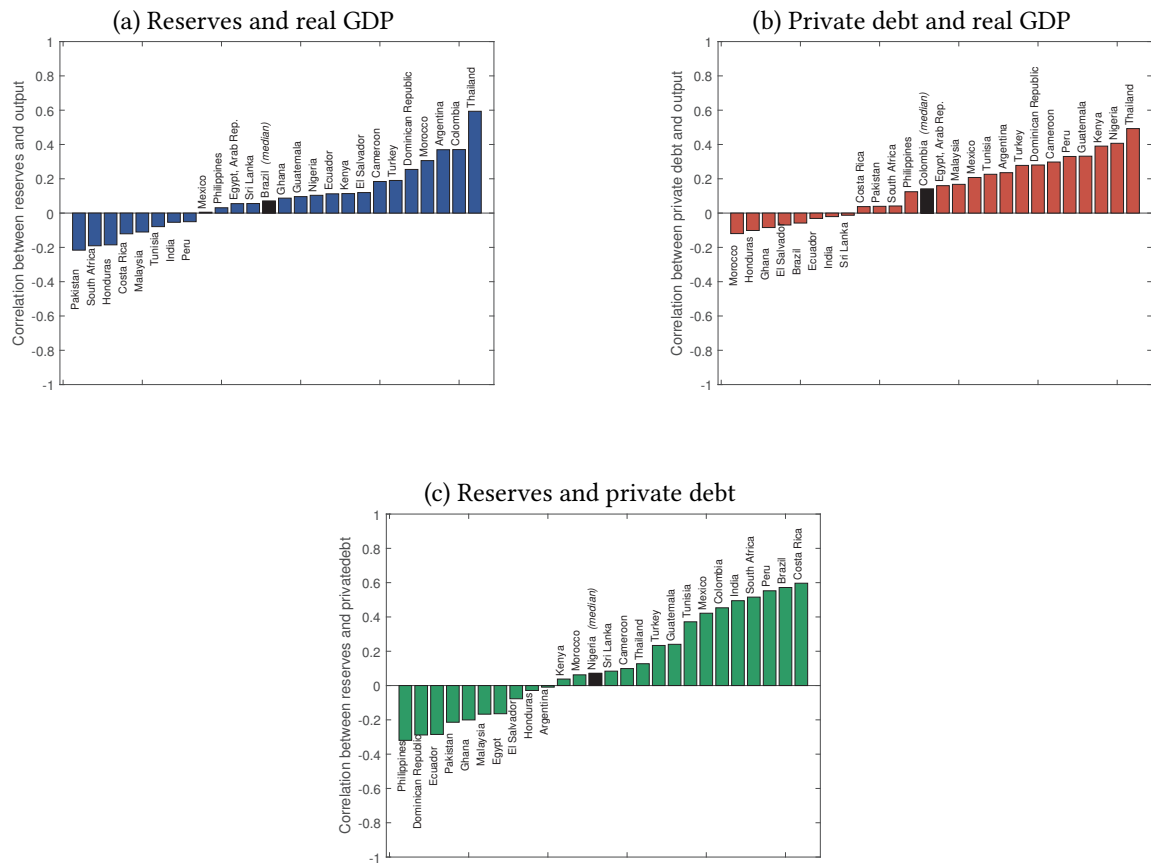 (a) Reserves and real GDP
Correlation between reserves and output
1
0.8
0.6
0.4
0.2
0
-0.2
-0.4
-0.6
-0.8
-1
Pakistan
South Africa
Honduras
Costa Rica
Malaysia
Tunisia
India
Peru
Mexico
Philippines
Egypt, Arab Rep.
Sri Lanka
Brazil (median)
Ghana
Guatemala
Nigeria
Ecuador
Kenya
El Salvador
Cameroon
Turkey
Dominican Republic
Morocco
Argentina
Colombia
Thailand
(b) Private debt and real GDP
Correlation between private debt and output
1
0.8
0.6
0.4
0.2
0
-0.2
-0.4
-0.6
-0.8
-1
Morocco
Honduras
Ghana
El Salvador
Brazil
Ecuador
India
Sri Lanka
Costa Rica
Pakistan
South Africa
Philippines
Colombia (median)
Egypt, Arab Rep.
Malaysia
Mexico
Tunisia
Argentina
Turkey
Dominican Republic
Cameroon
Peru
Guatemala
Kenya
Nigeria
Thailand
(c) Reserves and private debt
Correlation between reserves and privatedebt
1
0.8
0.6
0.4
0.2
0
-0.2
-0.4
-0.6
-0.8
-1
Philippines
Dominican Republic
Ecuador
Pakistan
Ghana
Malaysia
Egypt
El Salvador
Honduras
Argentina
Kenya
Morocco
Nigeria (median)
Sri Lanka
Cameroon
Thailand
Turkey
Guatemala
Tunisia
Mexico
Colombia
India
South Africa
Peru
Brazil
Costa Rica